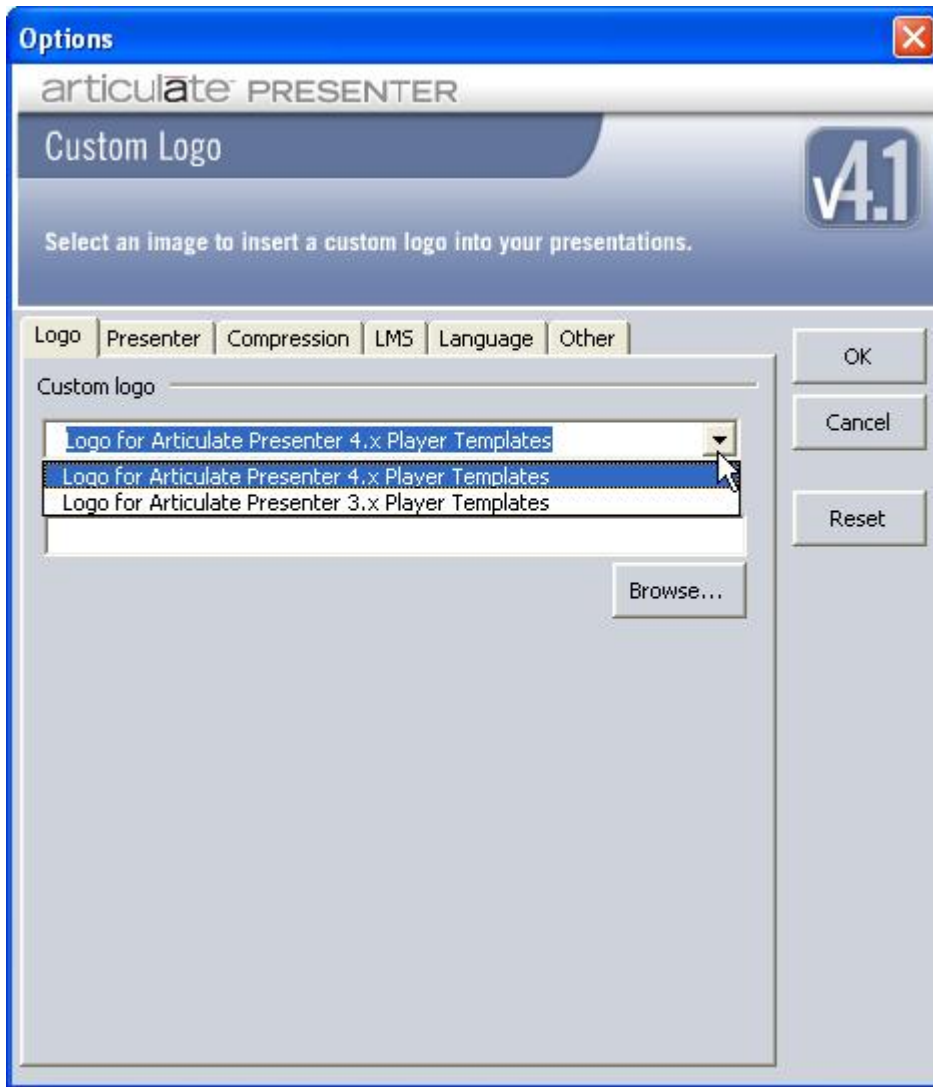 Options
articulāte PRESENTER
Custom Logo
v4.1
Select an image to insert a custom logo into your presentations.
Logo Presenter Compression LMS Language Other
OK
Custom logo
Cancel
Logo for Articulate Presenter 4.x Player Templates
Logo for Articulate Presenter 4.x Player Templates
Logo for Articulate Presenter 3.x Player Templates
Reset
Browse...